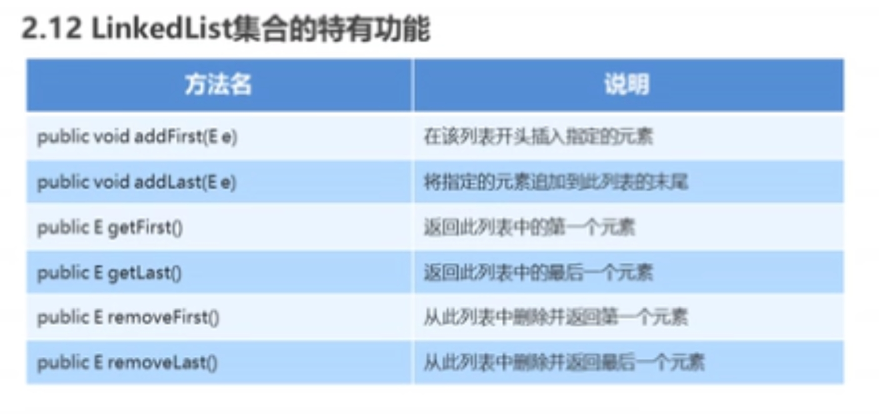 2.12 LinkedList集合的特有功能
方法名 说明
public void addFirst(E e) 在该列表开头插入指定的元素
public void addLast(E e) 将指定的元素追加到此列表的末尾
public E getFirst() 返回此列表中的第一个元素
public E getLast() 返回此列表中的最后一个元素
public E removeFirst() 从此列表中删除并返回第一个元素
public E removeLast() 从此列表中删除并返回最后一个元素